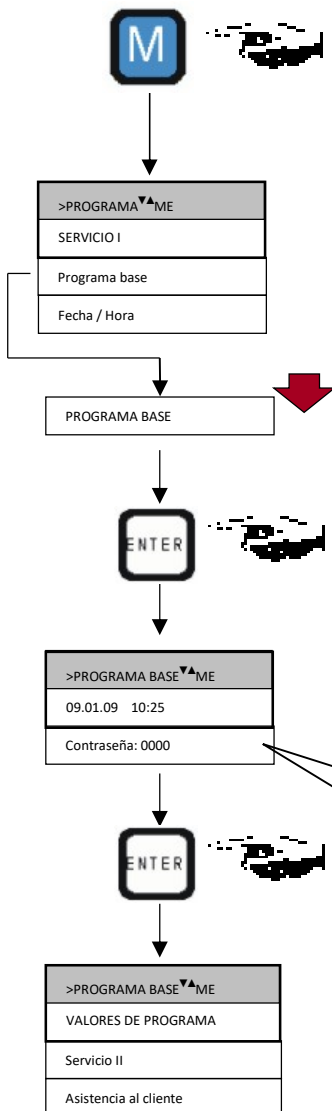 M
>PROGRAMA▼▲ME
SERVICIO I
Programa base
Fecha / Hora
PROGRAMA BASE
ENTER
>PROGRAMA BASE▼▲ME
09.01.09 10:25
Contraseña: 0000
ENTER
>PROGRAMA BASE▼▲ME
VALORES DE PROGRAMA
Servicio II
Asistencia al cliente